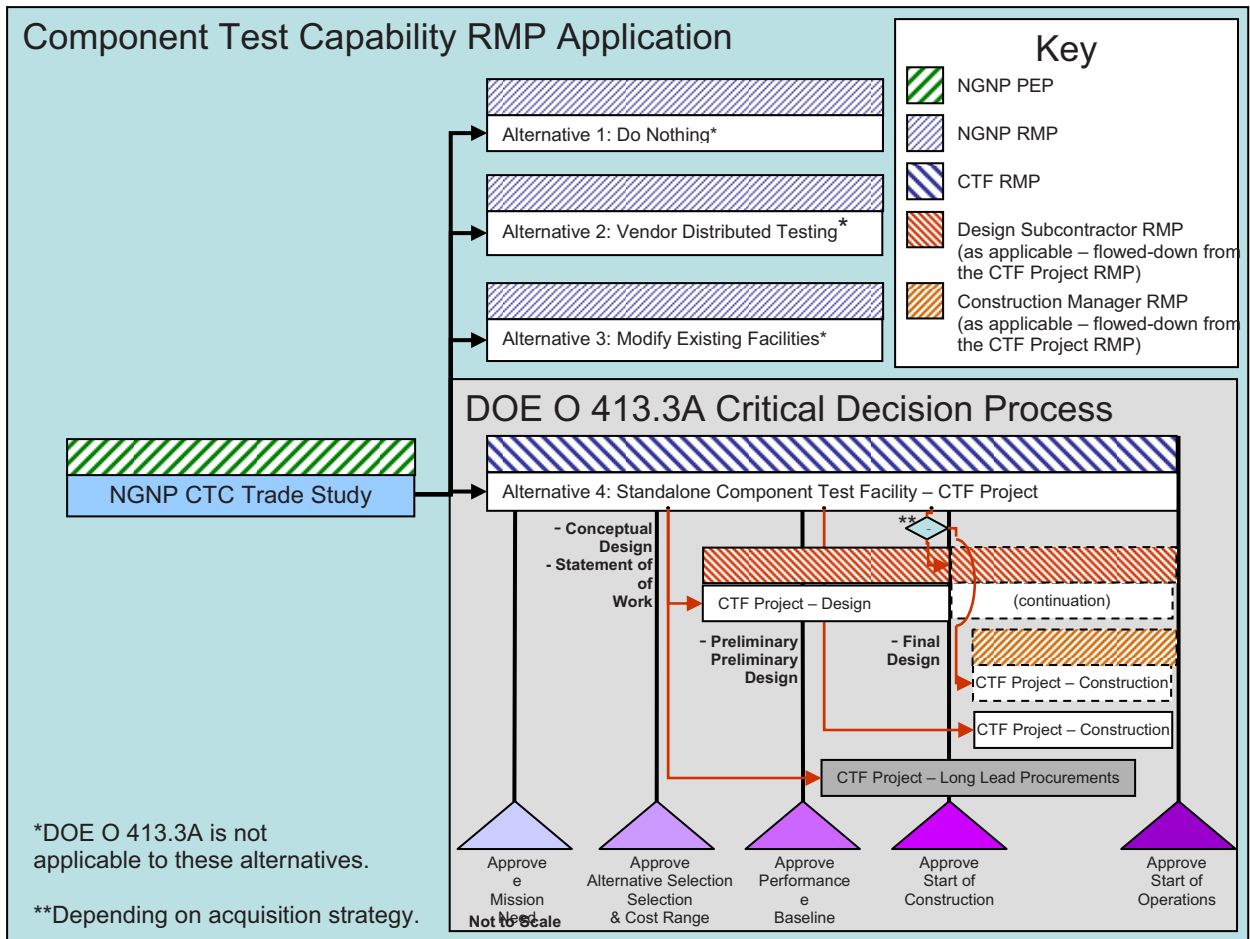 Component Test Capability RMP Application
Key
NGNP PEP
NGNP RMP
CTF RMP
Design Subcontractor RMP
(as applicable – flowed-down from
the CTF Project RMP)
Construction Manager RMP
(as applicable – flowed-down from
the CTF Project RMP)
Alternative 1: Do Nothing*
Alternative 2: Vendor Distributed Testing*
Alternative 3: Modify Existing Facilities*
DOE O 413.3A Critical Decision Process
NGNP CTC Trade Study
Alternative 4: Standalone Component Test Facility – CTF Project
- Conceptual
Design
- Statement of
of
Work
**
-
CTF Project – Design
(continuation)
- Preliminary
Preliminary
Design
- Final
Design
CTF Project – Construction
CTF Project – Construction
CTF Project – Long Lead Procurements
Approve
e
Mission
Need
Approve
Alternative Selection
Selection
& Cost Range
Approve
Performance
e
Baseline
Approve
Start of
Construction
Approve
Start of
Operations
Not to Scale
*DOE O 413.3A is not
applicable to these alternatives.
**Depending on acquisition strategy.